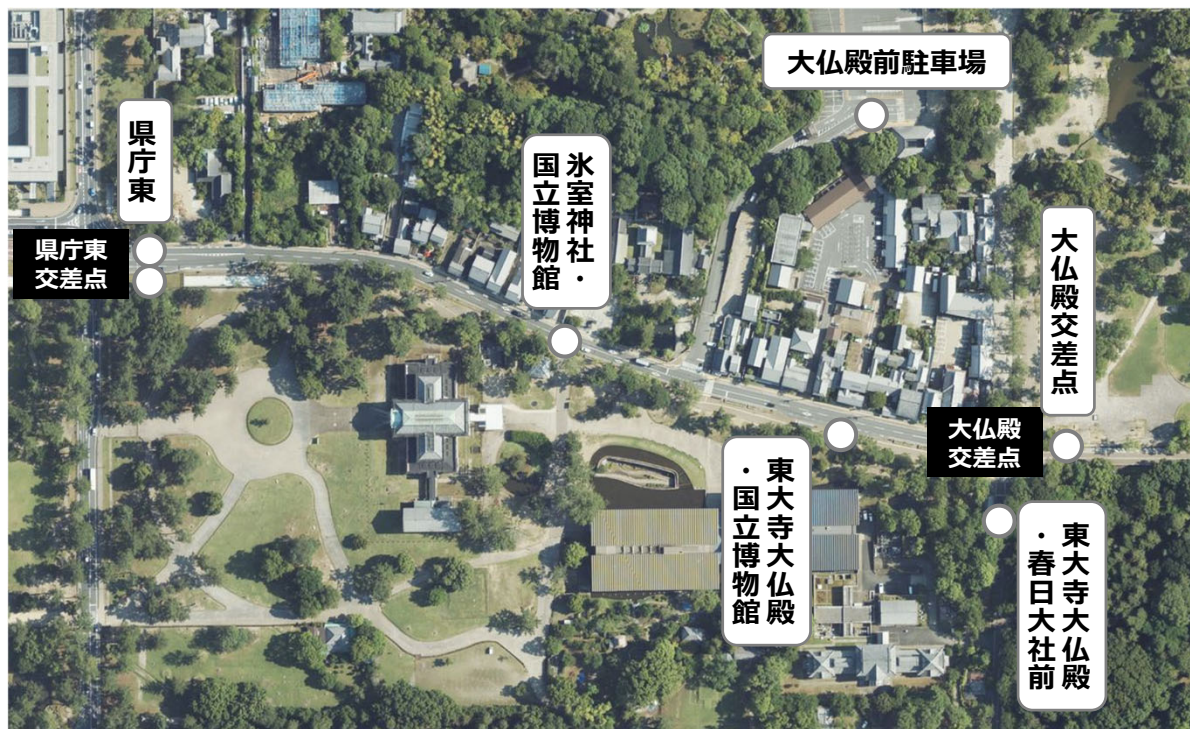 大仏殿前駐車場
県庁東
氷室神社・
国立博物館
大仏殿交差点
県庁東
交差点
大仏殿
交差点
東大寺大仏殿
・国立博物館
東大寺大仏殿
・春日大社前